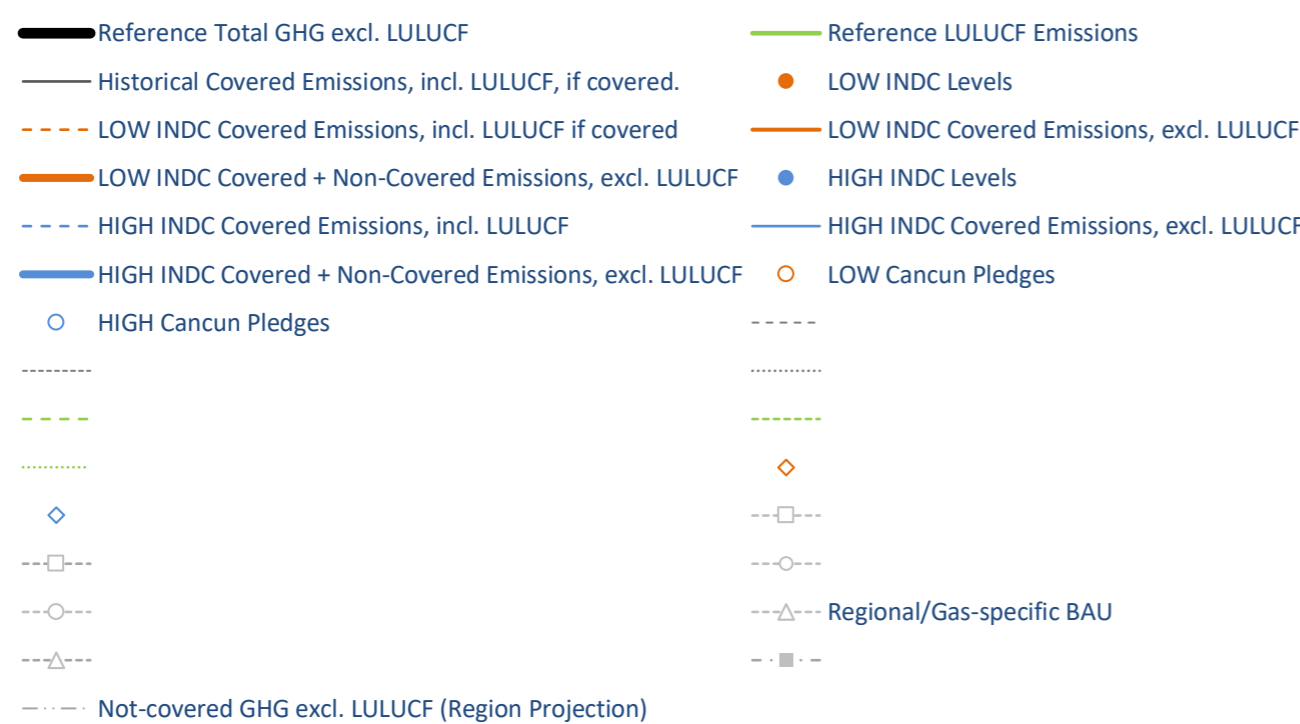 Reference Total GHG excl. LULUCF
Reference LULUCF Emissions
Historical Covered Emissions, incl. LULUCF, if covered.
LOW INDC Levels
LOW INDC Covered Emissions, incl. LULUCF if covered
LOW INDC Covered Emissions, excl. LULUCF
LOW INDC Covered + Non-Covered Emissions, excl. LULUCF
HIGH INDC Levels
HIGH INDC Covered Emissions, incl. LULUCF
HIGH INDC Covered Emissions, excl. LULUCF
HIGH INDC Covered + Non-Covered Emissions, excl. LULUCF
LOW Cancun Pledges
HIGH Cancun Pledges
Regional/Gas-specific BAU
Not-covered GHG excl. LULUCF (Region Projection)